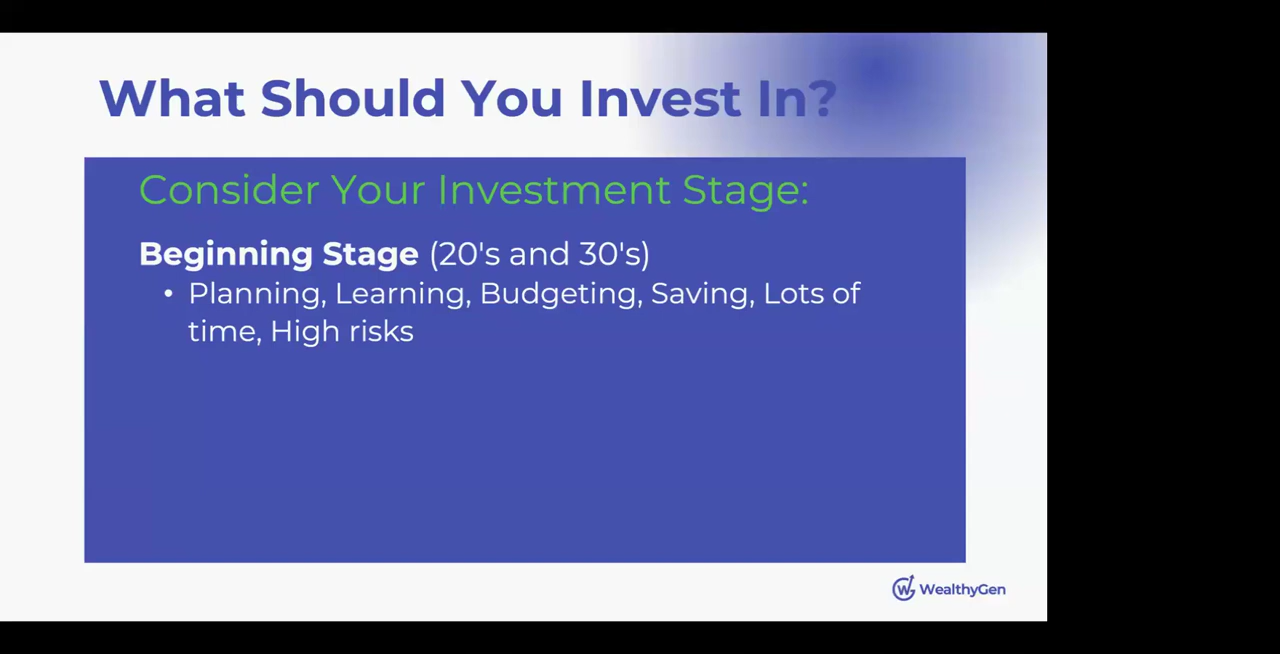 What Should You Invest In?
Consider Your Investment Stage:
Beginning Stage (20's and 30's)
• Planning, Learning, Budgeting, Saving, Lots of
time, High risks
WealthyGen